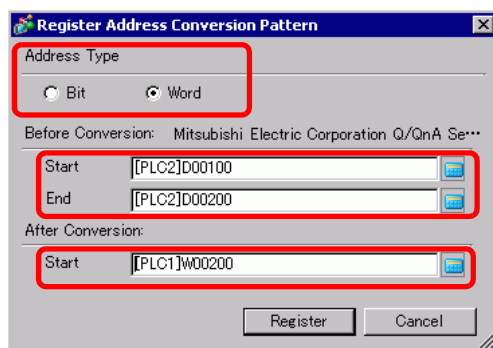 Register Address Conversion Pattern
Address Type
Bit Word
Before Conversion: Mitsubishi Electric Corporation Q/QnA Se...
Start [PLC2]D00100
End [PLC2]D00200
After Conversion:
Start [PLC1]W00200
Register Cancel